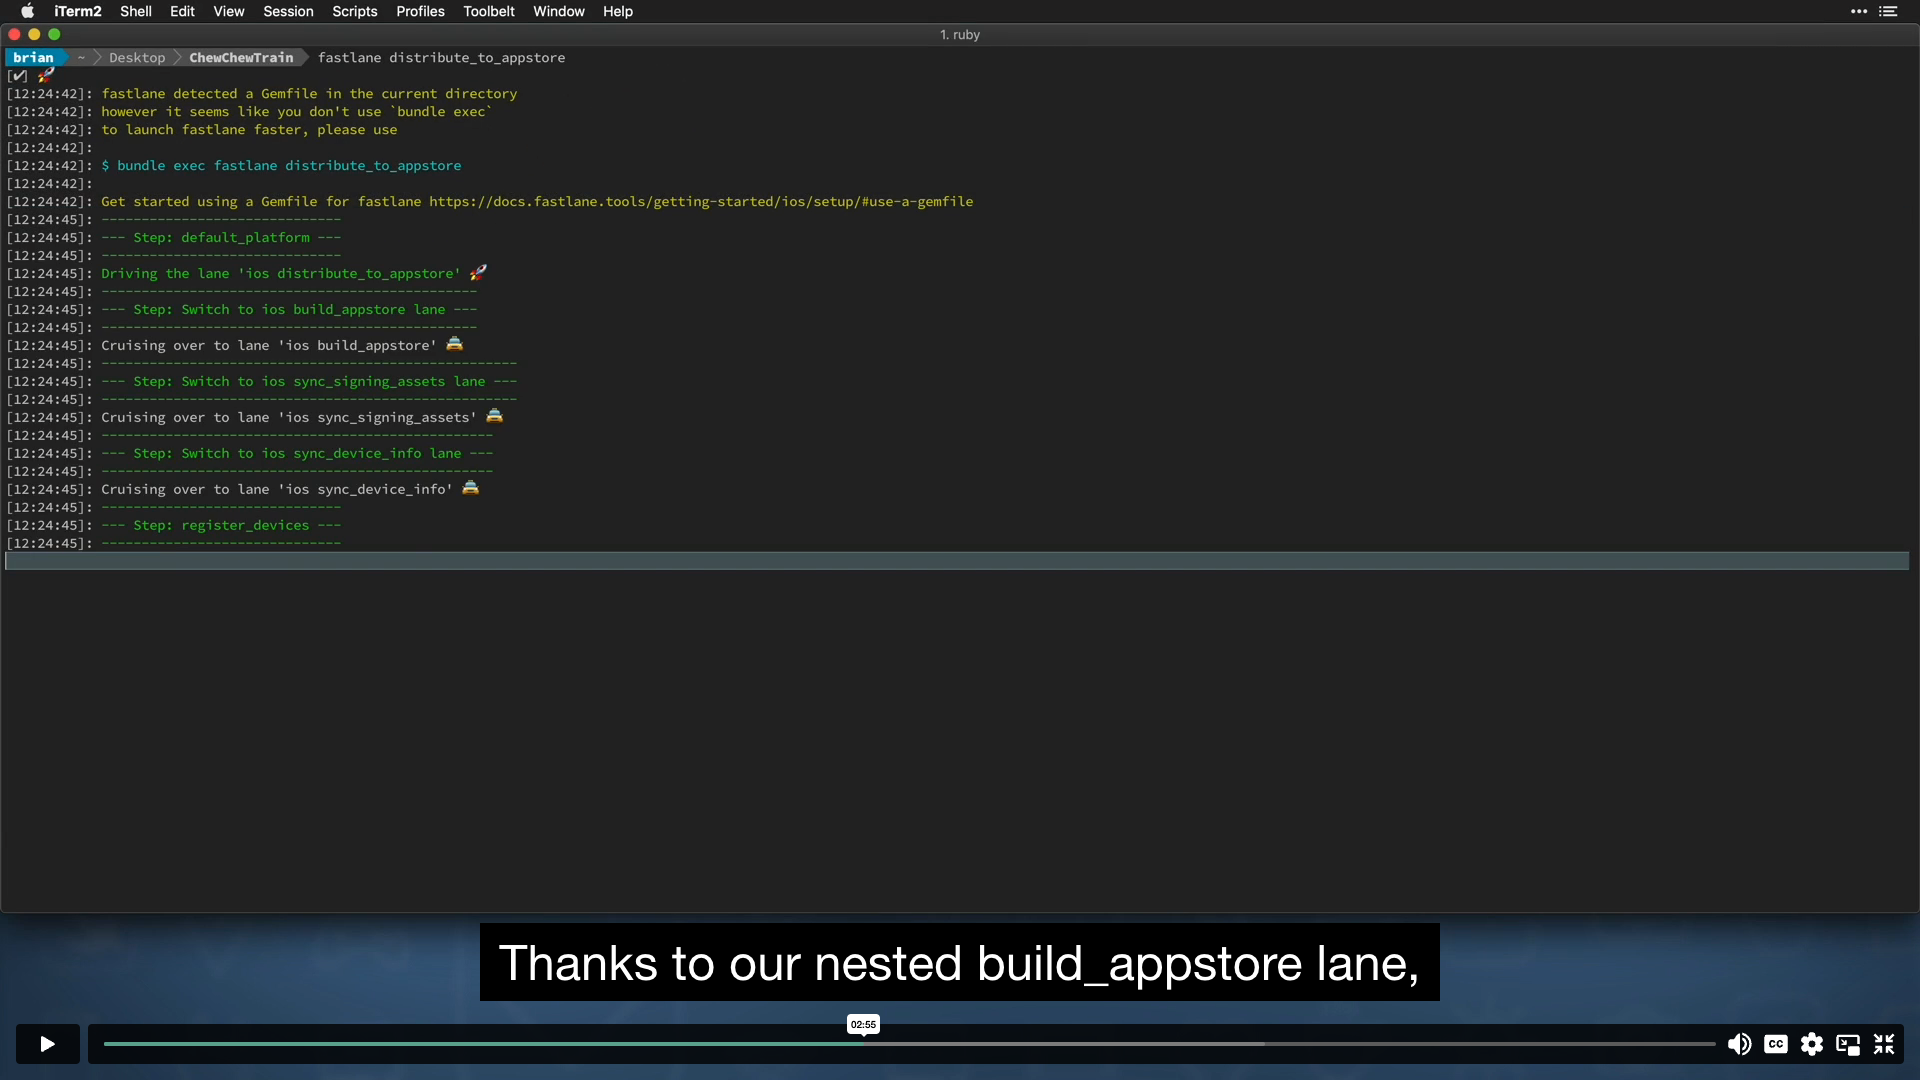 iTerm2 Shell Edit View Session Scripts Profiles Toolbelt Window Help
1. ruby
brian ~ Desktop ChewChewTrain fastlane distribute_to_appstore
[✔] 🚀
[12:24:42]: fastlane detected a Gemfile in the current directory
[12:24:42]: however it seems like you don't use `bundle exec`
[12:24:42]: to launch fastlane faster, please use
[12:24:42]:
[12:24:42]: $ bundle exec fastlane distribute_to_appstore
[12:24:42]:
[12:24:42]: Get started using a Gemfile for fastlane https://docs.fastlane.tools/getting-started/ios/setup/#use-a-gemfile
[12:24:45]: ------------------------------
[12:24:45]: --- Step: default_platform ---
[12:24:45]: ------------------------------
[12:24:45]: Driving the lane 'ios distribute_to_appstore' 🚀
[12:24:45]: -----------------------------------------------
[12:24:45]: --- Step: Switch to ios build_appstore lane ---
[12:24:45]: -----------------------------------------------
[12:24:45]: Cruising over to lane 'ios build_appstore' 🚖
[12:24:45]: ----------------------------------------------------
[12:24:45]: --- Step: Switch to ios sync_signing_assets lane ---
[12:24:45]: ----------------------------------------------------
[12:24:45]: Cruising over to lane 'ios sync_signing_assets' 🚖
[12:24:45]: -------------------------------------------------
[12:24:45]: --- Step: Switch to ios sync_device_info lane ---
[12:24:45]: -------------------------------------------------
[12:24:45]: Cruising over to lane 'ios sync_device_info' 🚖
[12:24:45]: ------------------------------
[12:24:45]: --- Step: register_devices ---
[12:24:45]: ------------------------------
Thanks to our nested build_appstore lane,
02:55
CC